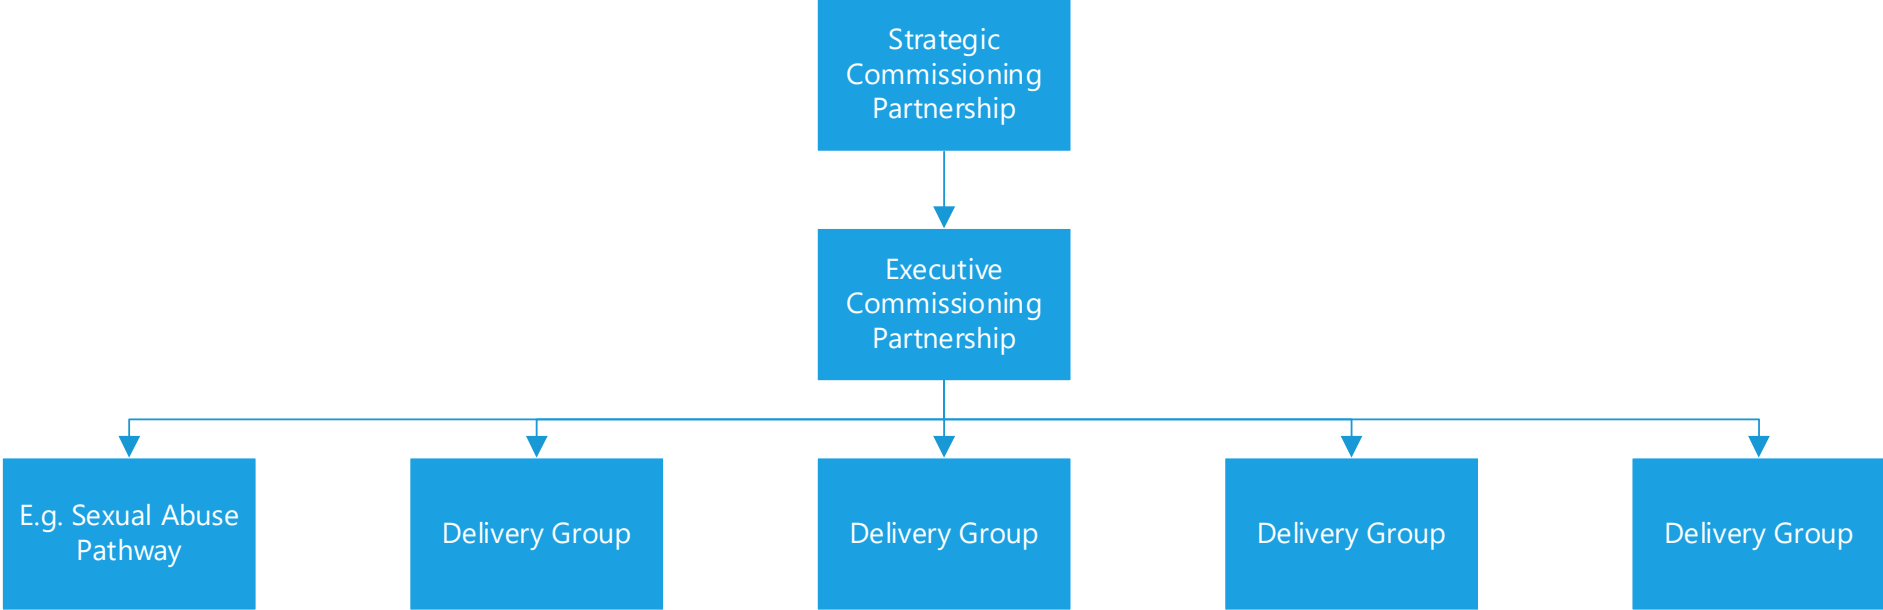 Strategic
Commissioning
Partnership
Executive
Commissioning
Partnership
E.g. Sexual Abuse
Pathway
Delivery Group
Delivery Group
Delivery Group
Delivery Group